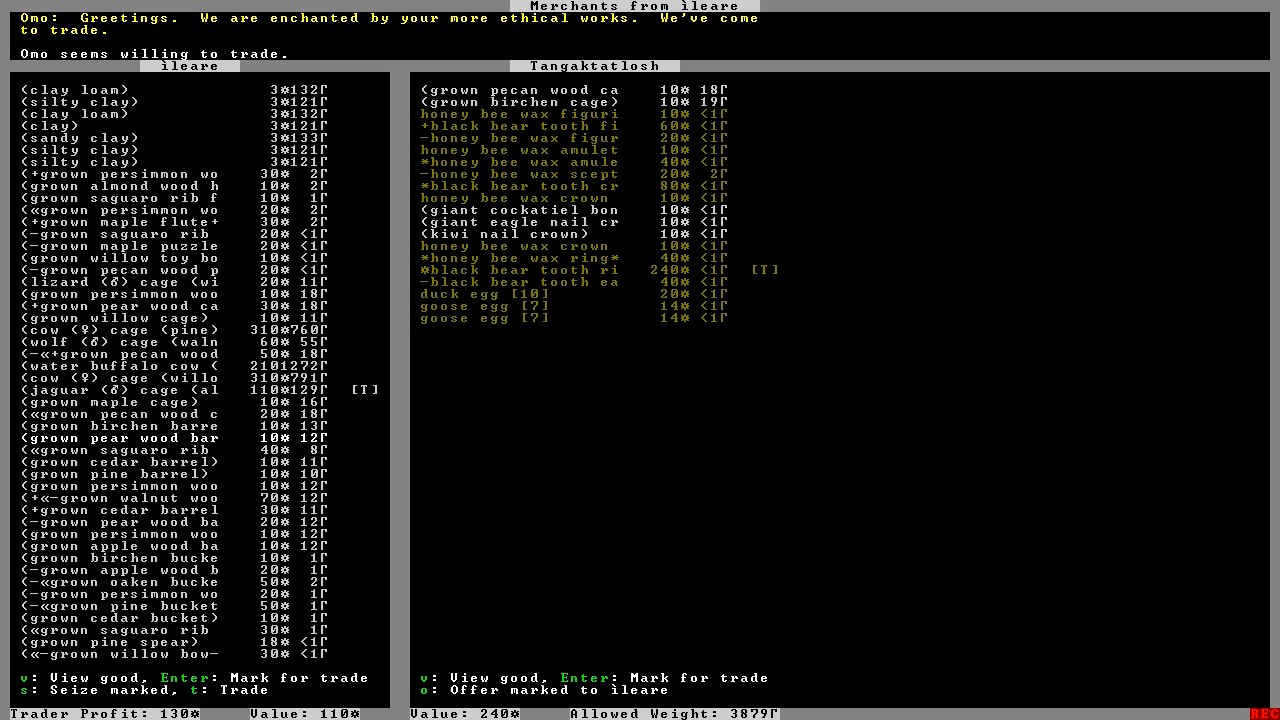 Merchants from ìleare
Omo:  Greetings.  We are enchanted by your more ethical works.  We've come
to trade.
Omo seems willing to trade.
ìleare
(clay loam) 3☼132Γ
(silty clay) 3☼121Γ
(clay loam) 3☼132Γ
(clay) 3☼121Γ
(sandy clay) 3☼133Γ
(silty clay) 3☼121Γ
(silty clay) 3☼121Γ
(+grown persimmon wo 30☼ 2Γ
(grown almond wood h 10☼ 2Γ
(grown saguaro rib f 10☼ 1Γ
(«grown persimmon wo 20☼ 2Γ
(+grown maple flute+ 30☼ 2Γ
(-grown saguaro rib 20☼ <1Γ
(-grown maple puzzle 20☼ <1Γ
(grown willow toy bo 10☼ <1Γ
(-grown pecan wood p 20☼ <1Γ
(lizard (♂) cage (wi 20☼ 11Γ
(grown persimmon woo 10☼ 18Γ
(+grown pear wood ca 30☼ 18Γ
(grown willow cage) 10☼ 11Γ
(cow (♀) cage (pine) 310☼760Γ
(wolf (♂) cage (waln 60☼ 55Γ
(-«+grown pecan wood 50☼ 18Γ
(water buffalo cow ( 2101272Γ
(cow (♀) cage (willo 310☼791Γ
(jaguar (♂) cage (al 110☼129Γ [T]
(grown maple cage) 10☼ 16Γ
(«grown pecan wood c 20☼ 18Γ
(grown birchen barre 10☼ 13Γ
(grown pear wood bar 10☼ 12Γ
(«grown saguaro rib 40☼ 8Γ
(grown cedar barrel) 10☼ 11Γ
(grown pine barrel) 10☼ 10Γ
(grown persimmon woo 10☼ 12Γ
(+«-grown walnut woo 70☼ 12Γ
(+grown cedar barrel 30☼ 11Γ
(-grown pear wood ba 20☼ 12Γ
(grown persimmon woo 10☼ 12Γ
(grown apple wood ba 10☼ 12Γ
(grown birchen bucke 10☼ 1Γ
(-grown apple wood b 20☼ 1Γ
(-«grown oaken bucke 50☼ 2Γ
(-grown persimmon wo 20☼ 1Γ
(-«grown pine bucket 50☼ 1Γ
(grown cedar bucket) 10☼ 1Γ
(«grown saguaro rib 30☼ 1Γ
(grown pine spear) 18☼ <1Γ
(«-grown willow bow- 30☼ <1Γ
v: View good, Enter: Mark for trade
s: Seize marked, t: Trade
Trader Profit: 130☼ Value: 110☼
Tangaktatlosh
(grown pecan wood ca 10☼ 18Γ
(grown birchen cage) 10☼ 19Γ
honey bee wax figuri 10☼ <1Γ
+black bear tooth fi 60☼ <1Γ
-honey bee wax figur 20☼ <1Γ
honey bee wax amulet 10☼ <1Γ
*honey bee wax amule 40☼ <1Γ
-honey bee wax scept 20☼ 2Γ
*black bear tooth cr 80☼ <1Γ
honey bee wax crown 10☼ <1Γ
(giant cockatiel bon 10☼ <1Γ
(giant eagle nail cr 10☼ <1Γ
(kiwi nail crown) 10☼ <1Γ
honey bee wax crown 10☼ <1Γ
*honey bee wax ring* 40☼ <1Γ
☼black bear tooth ri 240☼ <1Γ [T]
-black bear tooth ea 40☼ <1Γ
duck egg [10] 20☼ <1Γ
goose egg [7] 14☼ <1Γ
goose egg [7] 14☼ <1Γ
v: View good, Enter: Mark for trade
o: Offer marked to ìleare
Value: 240☼ Allowed Weight: 3879Γ
REC